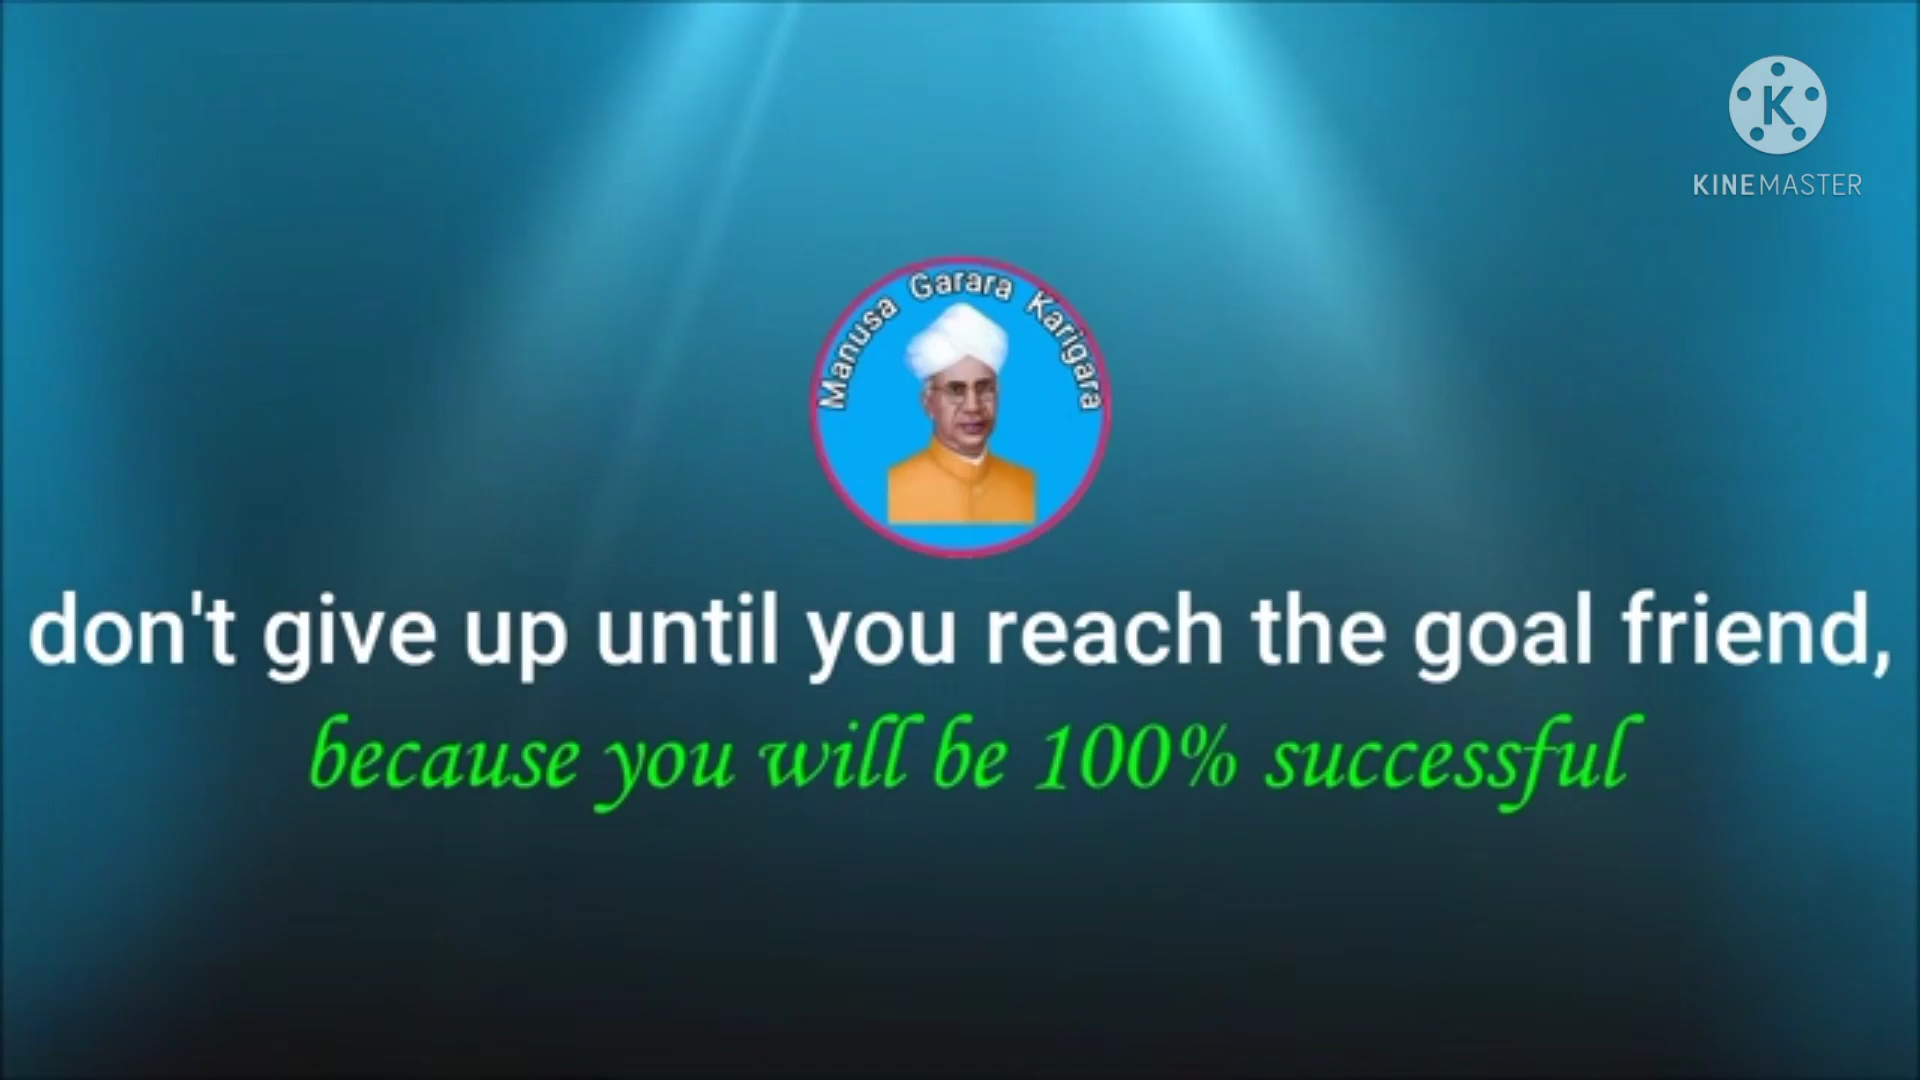 K
KINEMASTER
Manusa Garara Karigara
don't give up until you reach the goal friend,
because you will be 100% successful